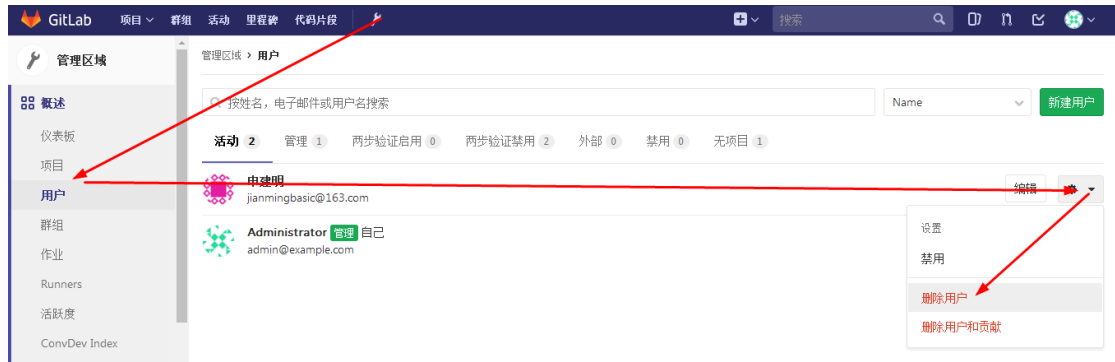 GitLab 项目 群组 活动 里程碑 代码片段 搜索
管理区域
管理区域 > 用户
概述
按姓名，电子邮件或用户名搜索 Name 新建用户
仪表板
活动 2 管理 1 两步验证启用 0 两步验证禁用 2 外部 0 禁用 0 无项目 1
项目
用户
申建明 编辑
jianmingbasic@163.com
群组
设置
Administrator 管理 自己
admin@example.com
作业
禁用
Runners
删除用户
活跃度
删除用户和贡献
ConvDev Index